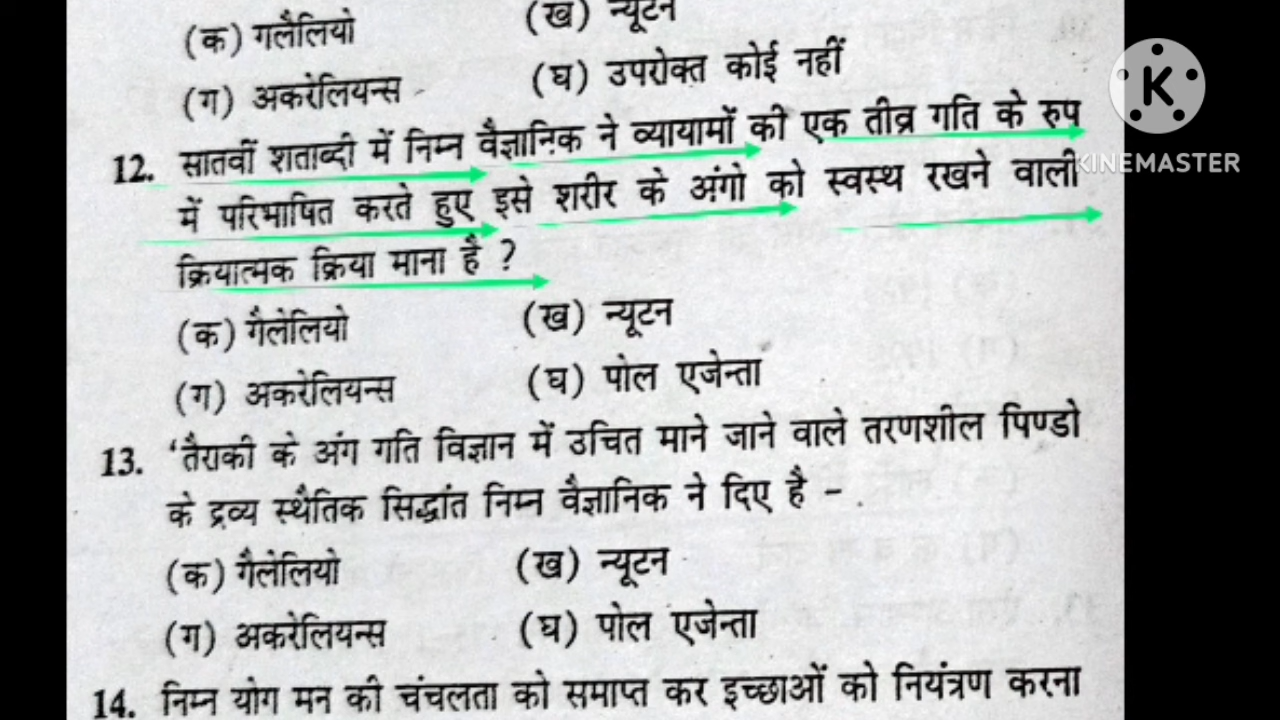 (क) गलैलियो (ख) न्यूटन
(ग) अकरेलियन्स (घ) उपरोक्त कोई नहीं
12. सातवीं शताब्दी में निम्न वैज्ञानिक ने व्यायामों की एक तीव्र गति के रुप
में परिभाषित करते हुए इसे शरीर के अंगो को स्वस्थ रखने वाली
क्रियात्मक क्रिया माना है ?
(क) गैलेलियो (ख) न्यूटन
(ग) अकरेलियन्स (घ) पोल एजेन्ता
13. 'तैराकी के अंग गति विज्ञान में उचित माने जाने वाले तरणशील पिण्डो
के द्रव्य स्थैतिक सिद्धांत निम्न वैज्ञानिक ने दिए है –
(क) गैलेलियो (ख) न्यूटन
(ग) अकरेलियन्स (घ) पोल एजेन्ता
14. निम्न योग मन की चंचलता को समाप्त कर इच्छाओं को नियंत्रण करना
K
KINEMASTER